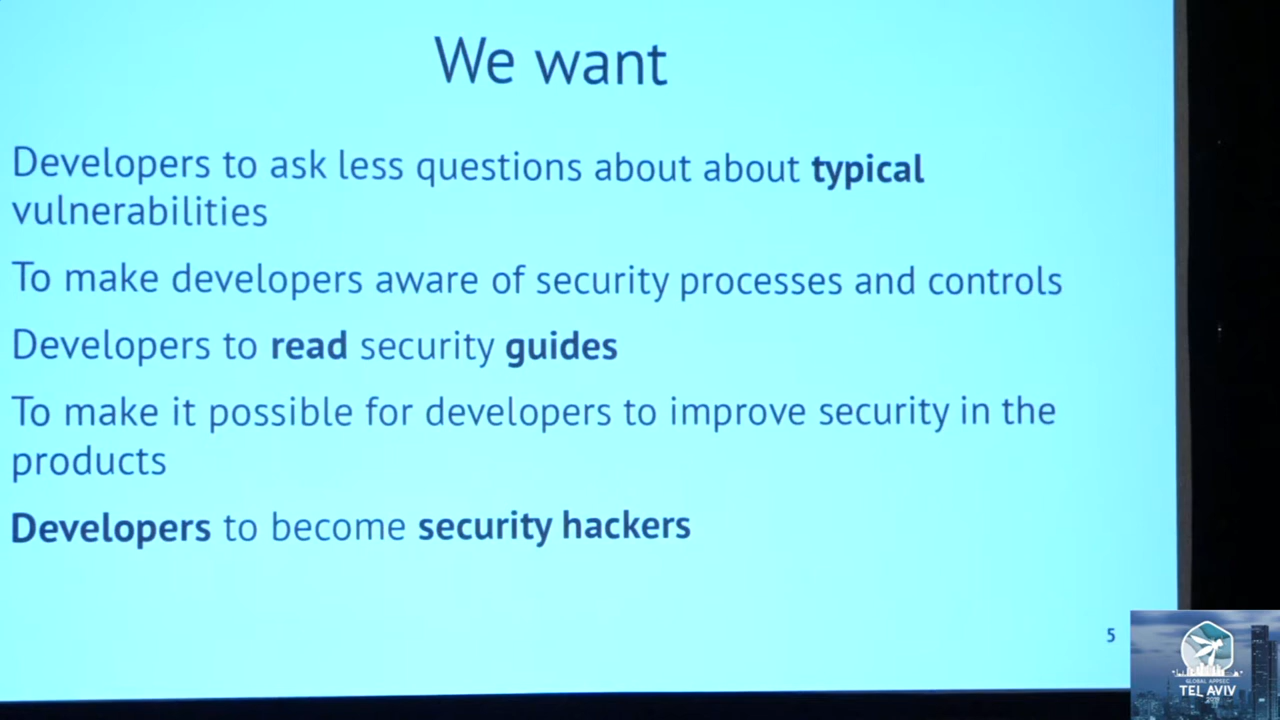 We want
Developers to ask less questions about about typical
vulnerabilities
To make developers aware of security processes and controls
Developers to read security guides
To make it possible for developers to improve security in the
products
Developers to become security hackers
5
GLOBAL APPSEC
TEL AVIV